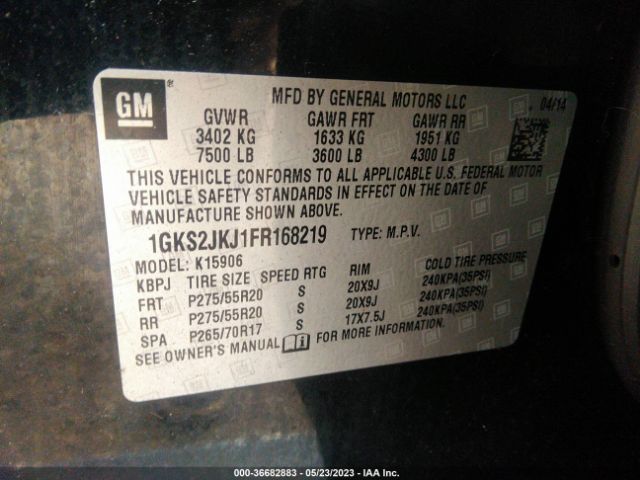 GM
®
MFD BY GENERAL MOTORS LLC 04/14
GVWR GAWR FRT GAWR RR
3402 KG 1633 KG 1951 KG
7500 LB 3600 LB 4300 LB
THIS VEHICLE CONFORMS TO ALL APPLICABLE U.S. FEDERAL MOTOR
VEHICLE SAFETY STANDARDS IN EFFECT ON THE DATE OF
MANUFACTURE SHOWN ABOVE.
1GKS2JKJ1FR168219 TYPE: M.P.V.
MODEL: K15906
KBPJ TIRE SIZE SPEED RTG RIM COLD TIRE PRESSURE
FRT P275/55R20 S 20X9J 240KPA(35PSI)
RR P275/55R20 S 20X9J 240KPA(35PSI)
SPA P265/70R17 S 17X7.5J 240KPA(35PSI)
SEE OWNER'S MANUAL FOR MORE INFORMATION.
000-36682883 - 05/23/2023 - IAA Inc.